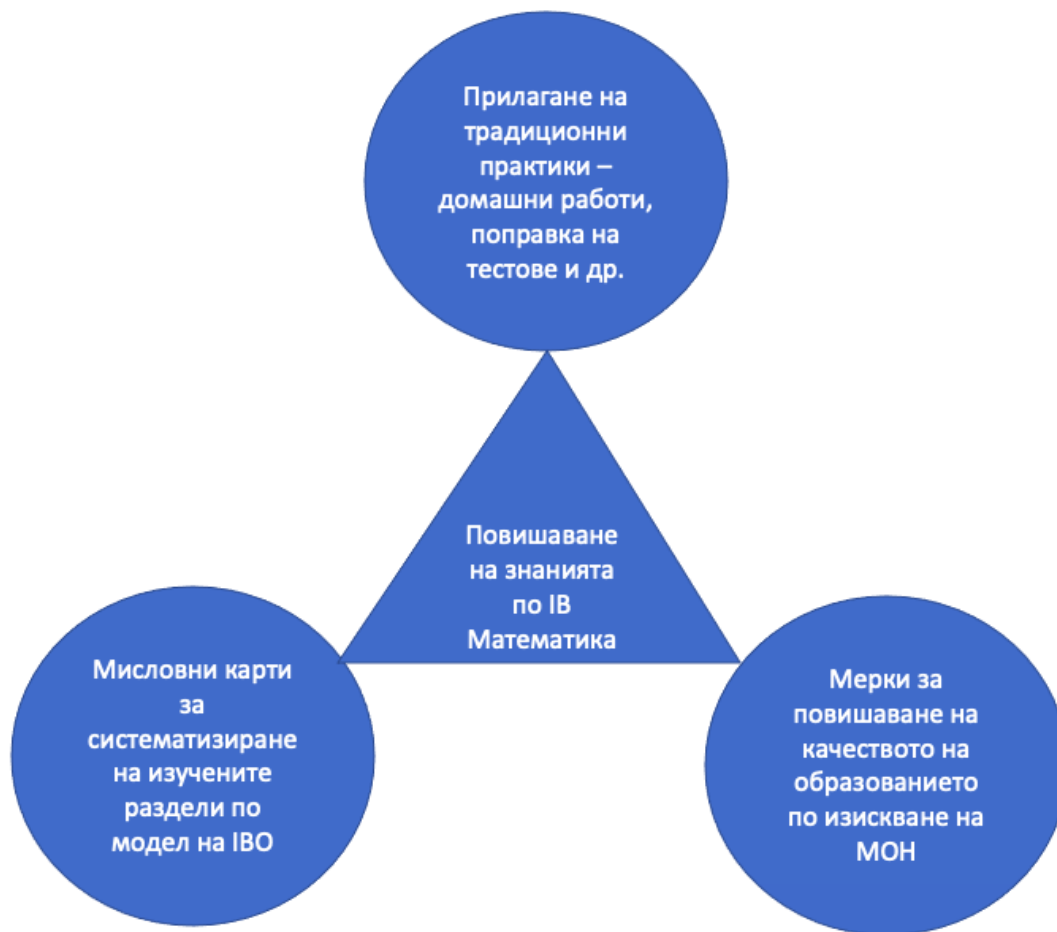 Прилагане на
традиционни
практики –
домашни работи,
поправка на
тестове и др.
Повишаване
на знанията
по IB
Математика
Мисловни карти
за
систематизиране
на изучените
раздели по
модел на IBO
Мерки за
повишаване на
качеството на
образованието
по изискване на
МОН